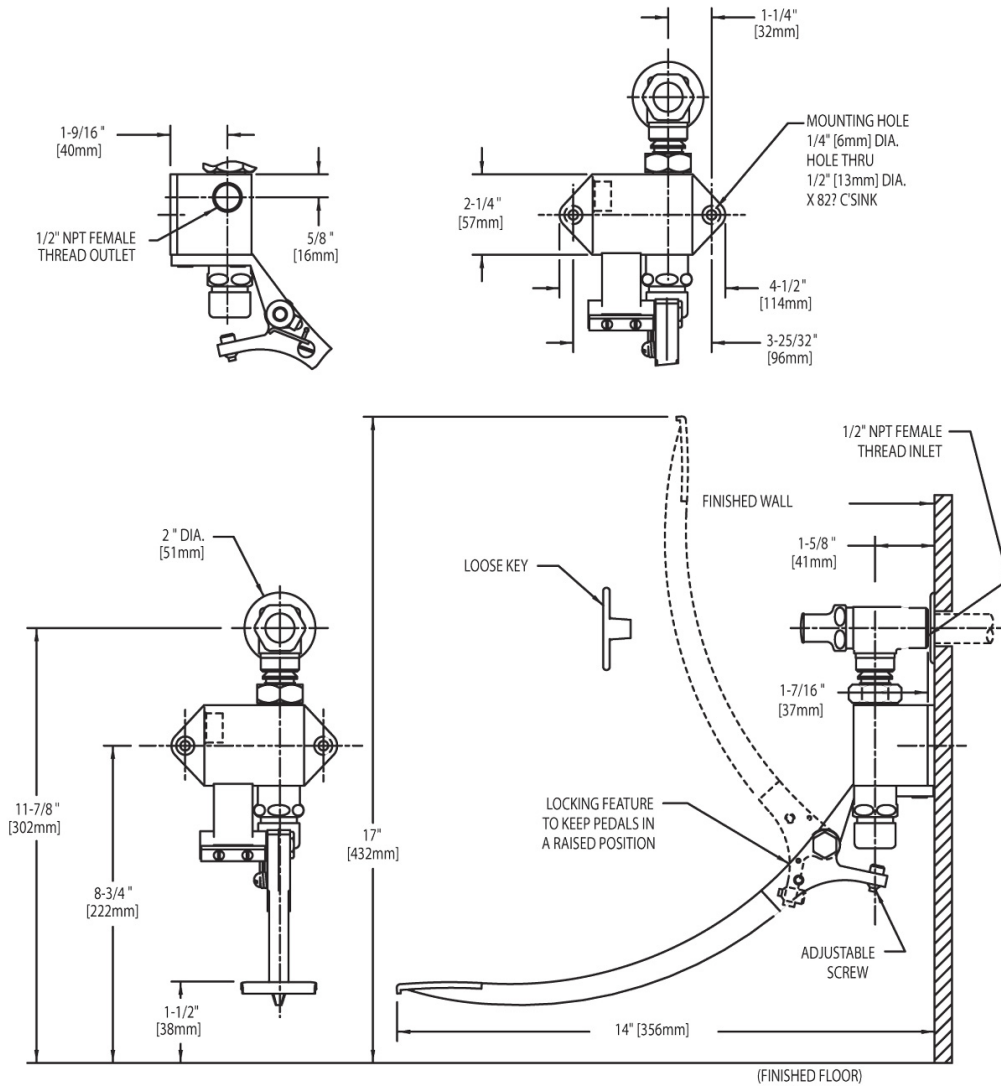 1-1/4"
[32mm]
1-9/16 "
[40mm]
MOUNTING HOLE
1/4" [6mm] DIA.
HOLE THRU
1/2" [13mm] DIA.
X 82? C'SINK
2-1/4"
[57mm]
1/2" NPT FEMALE
THREAD OUTLET
5/8 "
[16mm]
4-1/2"
[114mm]
3-25/32"
[96mm]
1/2" NPT FEMALE
THREAD INLET
FINISHED WALL
2 " DIA.
[51mm]
1-5/8 "
[41mm]
LOOSE KEY
1-7/16 "
[37mm]
11-7/8"
[302mm]
17"
[432mm]
LOCKING FEATURE
TO KEEP PEDALS IN
A RAISED POSITION
8-3/4 "
[222mm]
ADJUSTABLE
SCREW
1-1/2"
[38mm]
14" [356mm]
(FINISHED FLOOR)